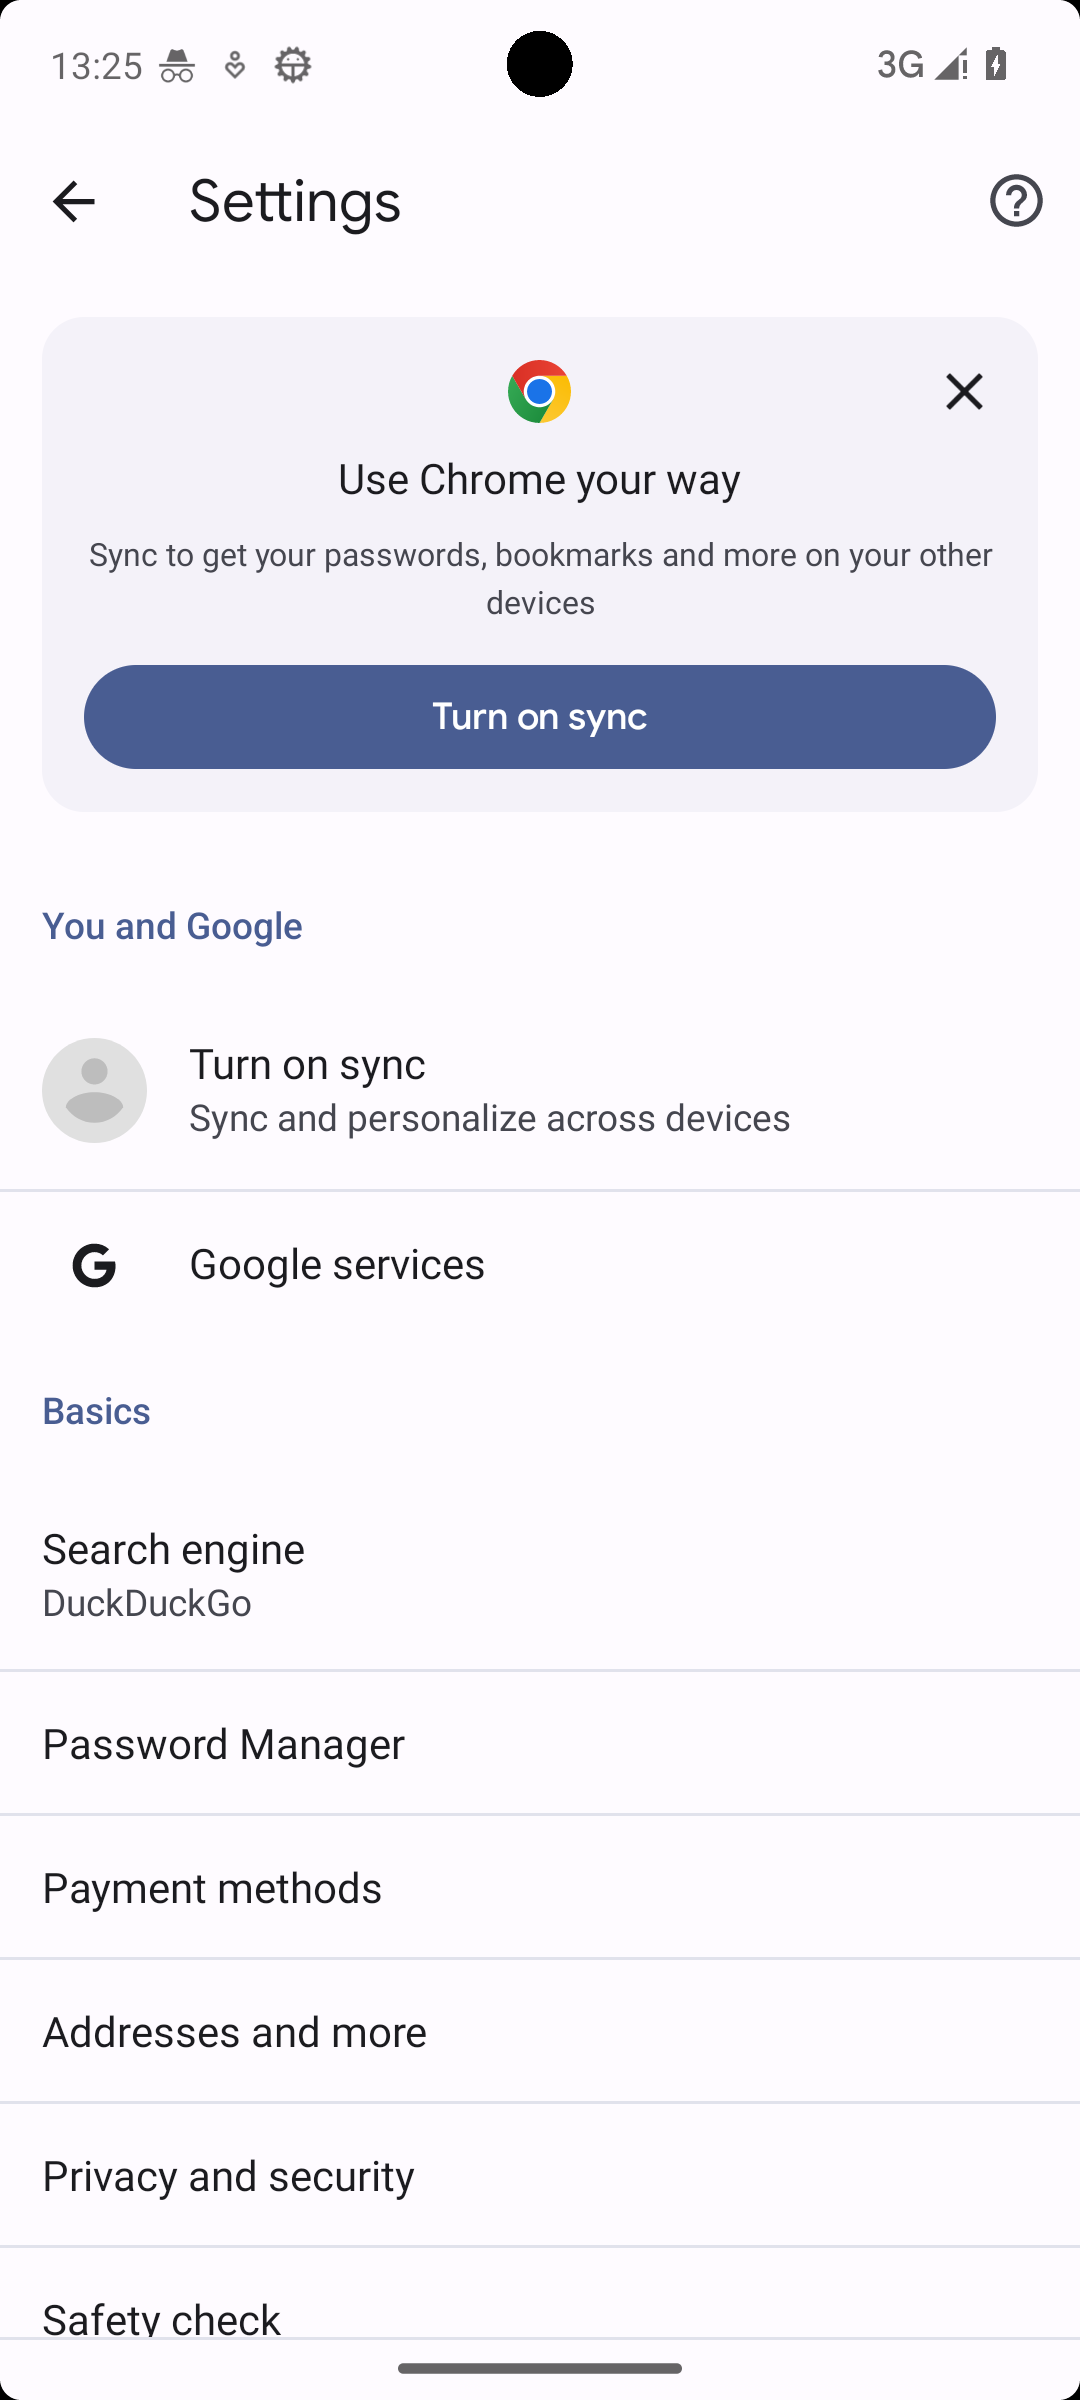 13:25
3G
Settings
Use Chrome your way
Sync to get your passwords, bookmarks and more on your other
devices
Turn on sync
You and Google
Turn on sync
Sync and personalize across devices
Google services
Basics
Search engine
DuckDuckGo
Password Manager
Payment methods
Addresses and more
Privacy and security
Safety check